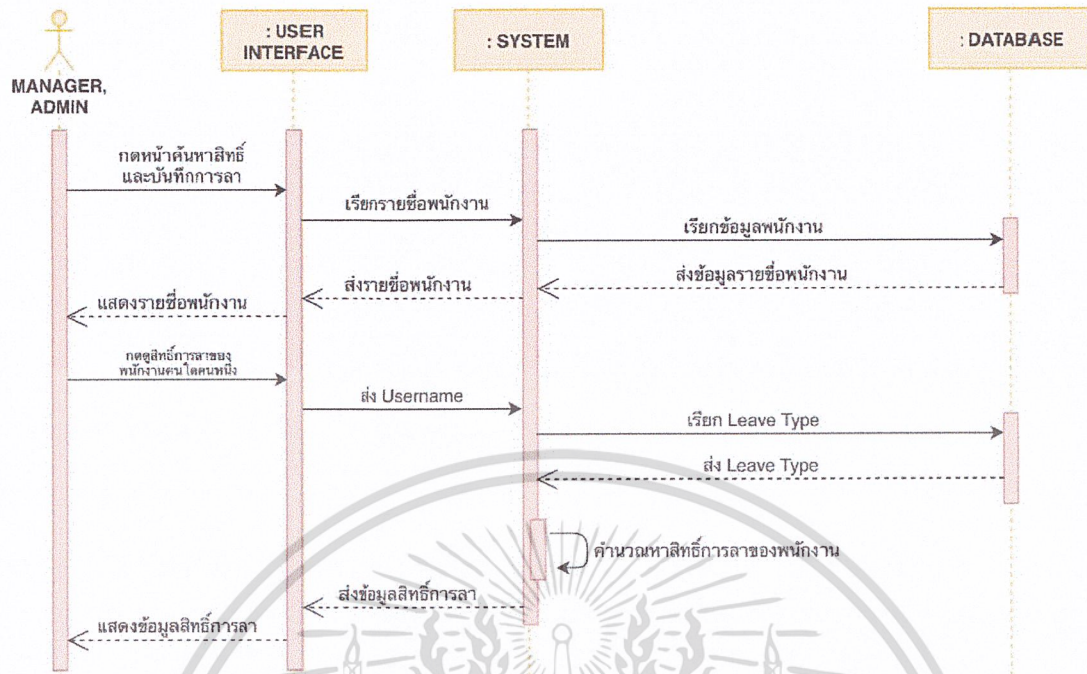 : USER
INTERFACE
: SYSTEM
: DATABASE
MANAGER,
ADMIN
กดหน้าค้นหาสิทธิ์
และบันทึกการลา
เรียกรายชื่อพนักงาน
เรียกข้อมูลพนักงาน
ส่งข้อมูลรายชื่อพนักงาน
ส่งรายชื่อพนักงาน
แสดงรายชื่อพนักงาน
กดดูสิทธิ์การลาของ
พนักงานคนใดคนหนึ่ง
ส่ง Username
เรียก Leave Type
ส่ง Leave Type
คำนวณหาสิทธิ์การลาของพนักงาน
ส่งข้อมูลสิทธิ์การลา
แสดงข้อมูลสิทธิ์การลา